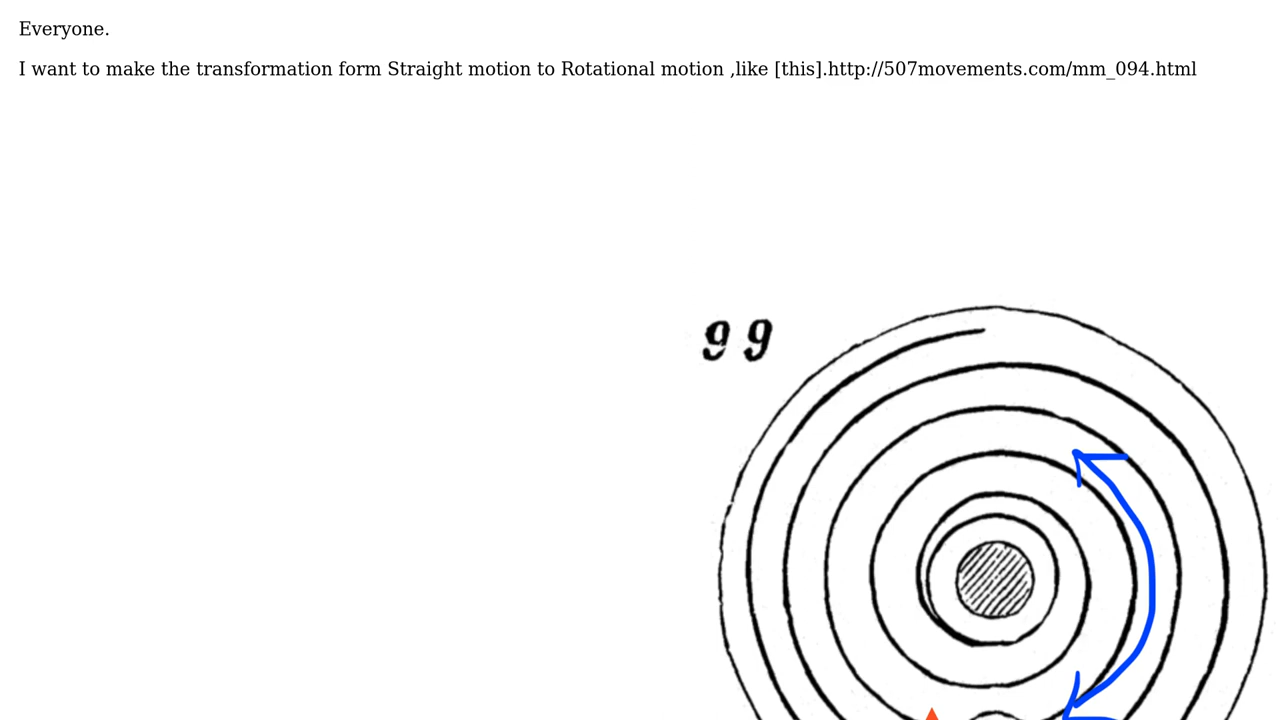 Everyone.
I want to make the transformation form Straight motion to Rotational motion ,like [this].http://507movements.com/mm_094.html
99